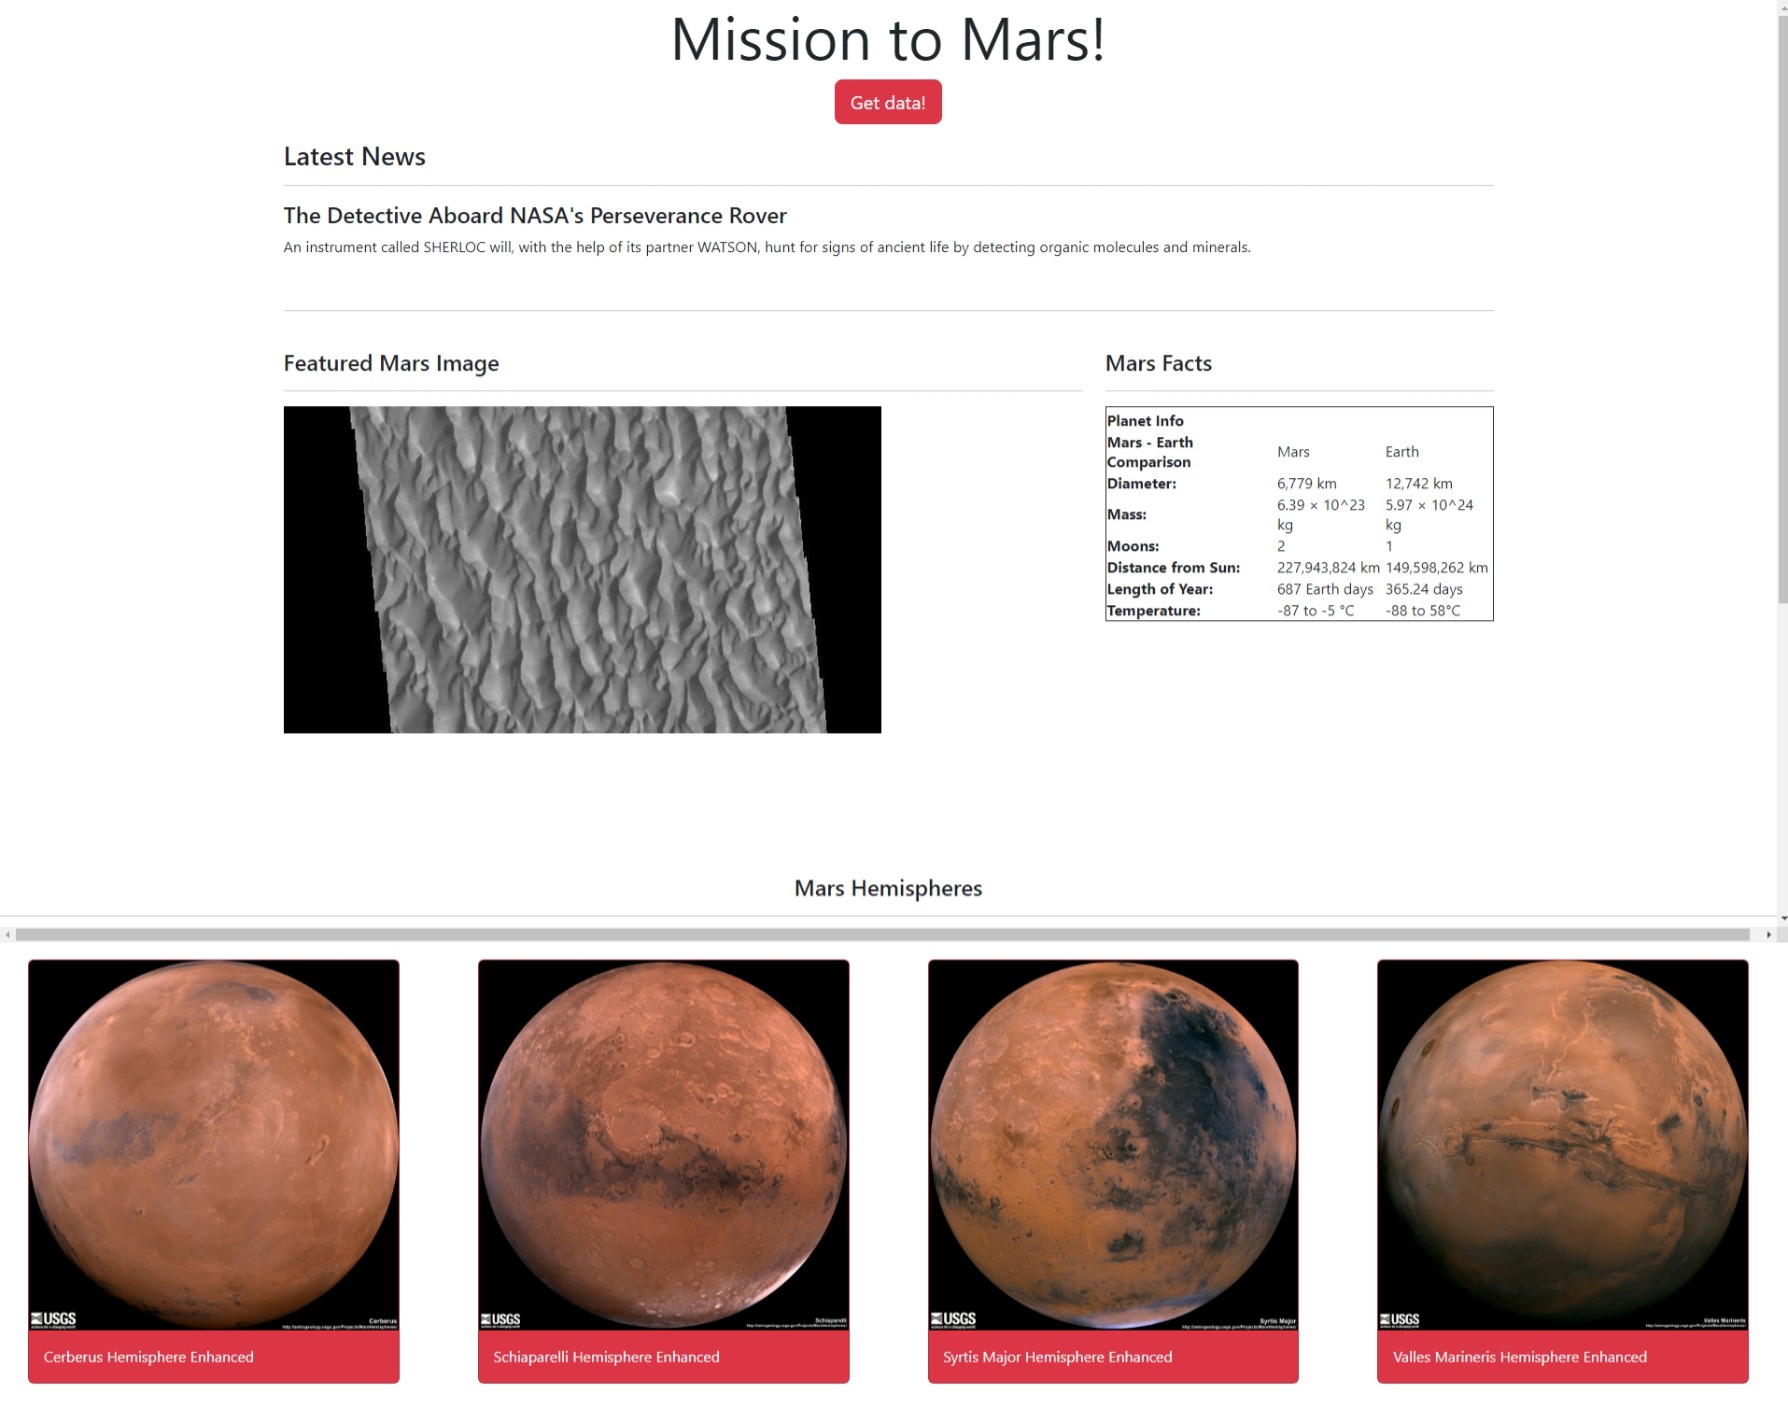 Mission to Mars!
Get data!
Latest News
The Detective Aboard NASA's Perseverance Rover
An instrument called SHERLOC will, with the help of its partner WATSON, hunt for signs of ancient life by detecting organic molecules and minerals.
Featured Mars Image
Mars Facts
Planet Info
Mars - Earth Comparison Mars Earth
Diameter: 6,779 km 12,742 km
Mass: 6.39 × 10^23 kg 5.97 × 10^24 kg
Moons: 2 1
Distance from Sun: 227,943,824 km 149,598,262 km
Length of Year: 687 Earth days 365.24 days
Temperature: -87 to -5 °C -88 to 58°C
Mars Hemispheres
USGS
Cerberus
USGS
Schiaparelli
USGS
Syrtis Major
USGS
Valles Marineris
Cerberus Hemisphere Enhanced
Schiaparelli Hemisphere Enhanced
Syrtis Major Hemisphere Enhanced
Valles Marineris Hemisphere Enhanced